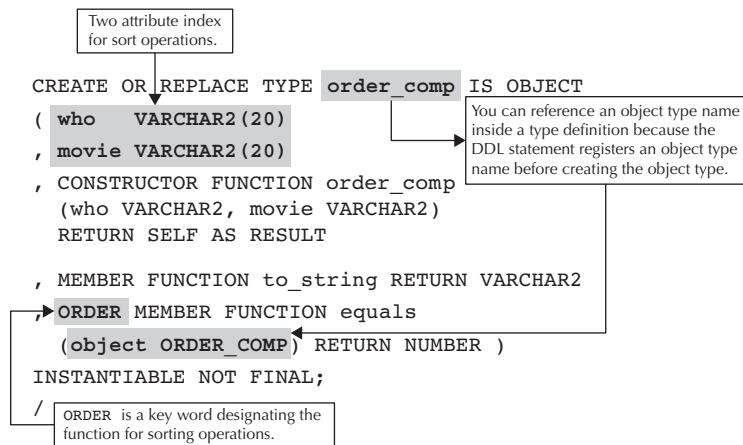 Two attribute index
for sort operations.
CREATE OR REPLACE TYPE order_comp IS OBJECT
( who VARCHAR2(20)
, movie VARCHAR2(20)
You can reference an object type name
inside a type definition because the
DDL statement registers an object type
name before creating the object type.
, CONSTRUCTOR FUNCTION order_comp
(who VARCHAR2, movie VARCHAR2)
RETURN SELF AS RESULT
, MEMBER FUNCTION to_string RETURN VARCHAR2
, ORDER MEMBER FUNCTION equals
(object ORDER_COMP) RETURN NUMBER )
INSTANTIABLE NOT FINAL;
/
ORDER is a key word designating the
function for sorting operations.